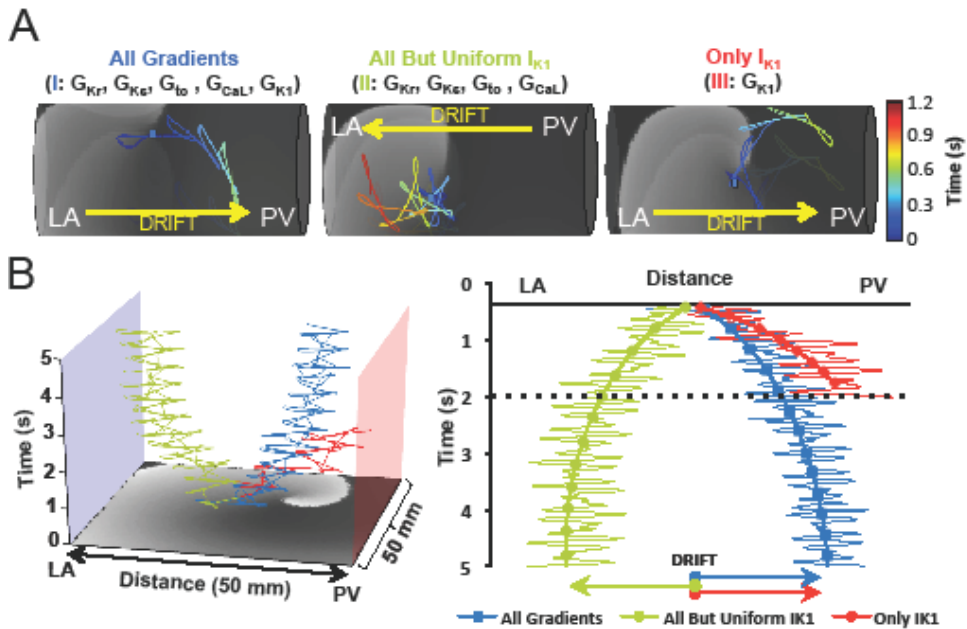 A
All Gradients
(I: GKr, GKs, Gto , GCaL, GK1)
All But Uniform IK1
(II: GKr, GKs, Gto , GCaL)
Only IK1
(III: GK1)
LA
DRIFT
PV
LA
DRIFT
PV
LA
DRIFT
PV
1.2
0.9
0.6
0.3
0
Time (s)
B
5
4
3
2
1
0
Time (s)
LA
Distance (50 mm)
PV
50 mm
LA
Distance
PV
0
1
2
3
4
5
Time (s)
DRIFT
All Gradients
All But Uniform IK1
Only IK1